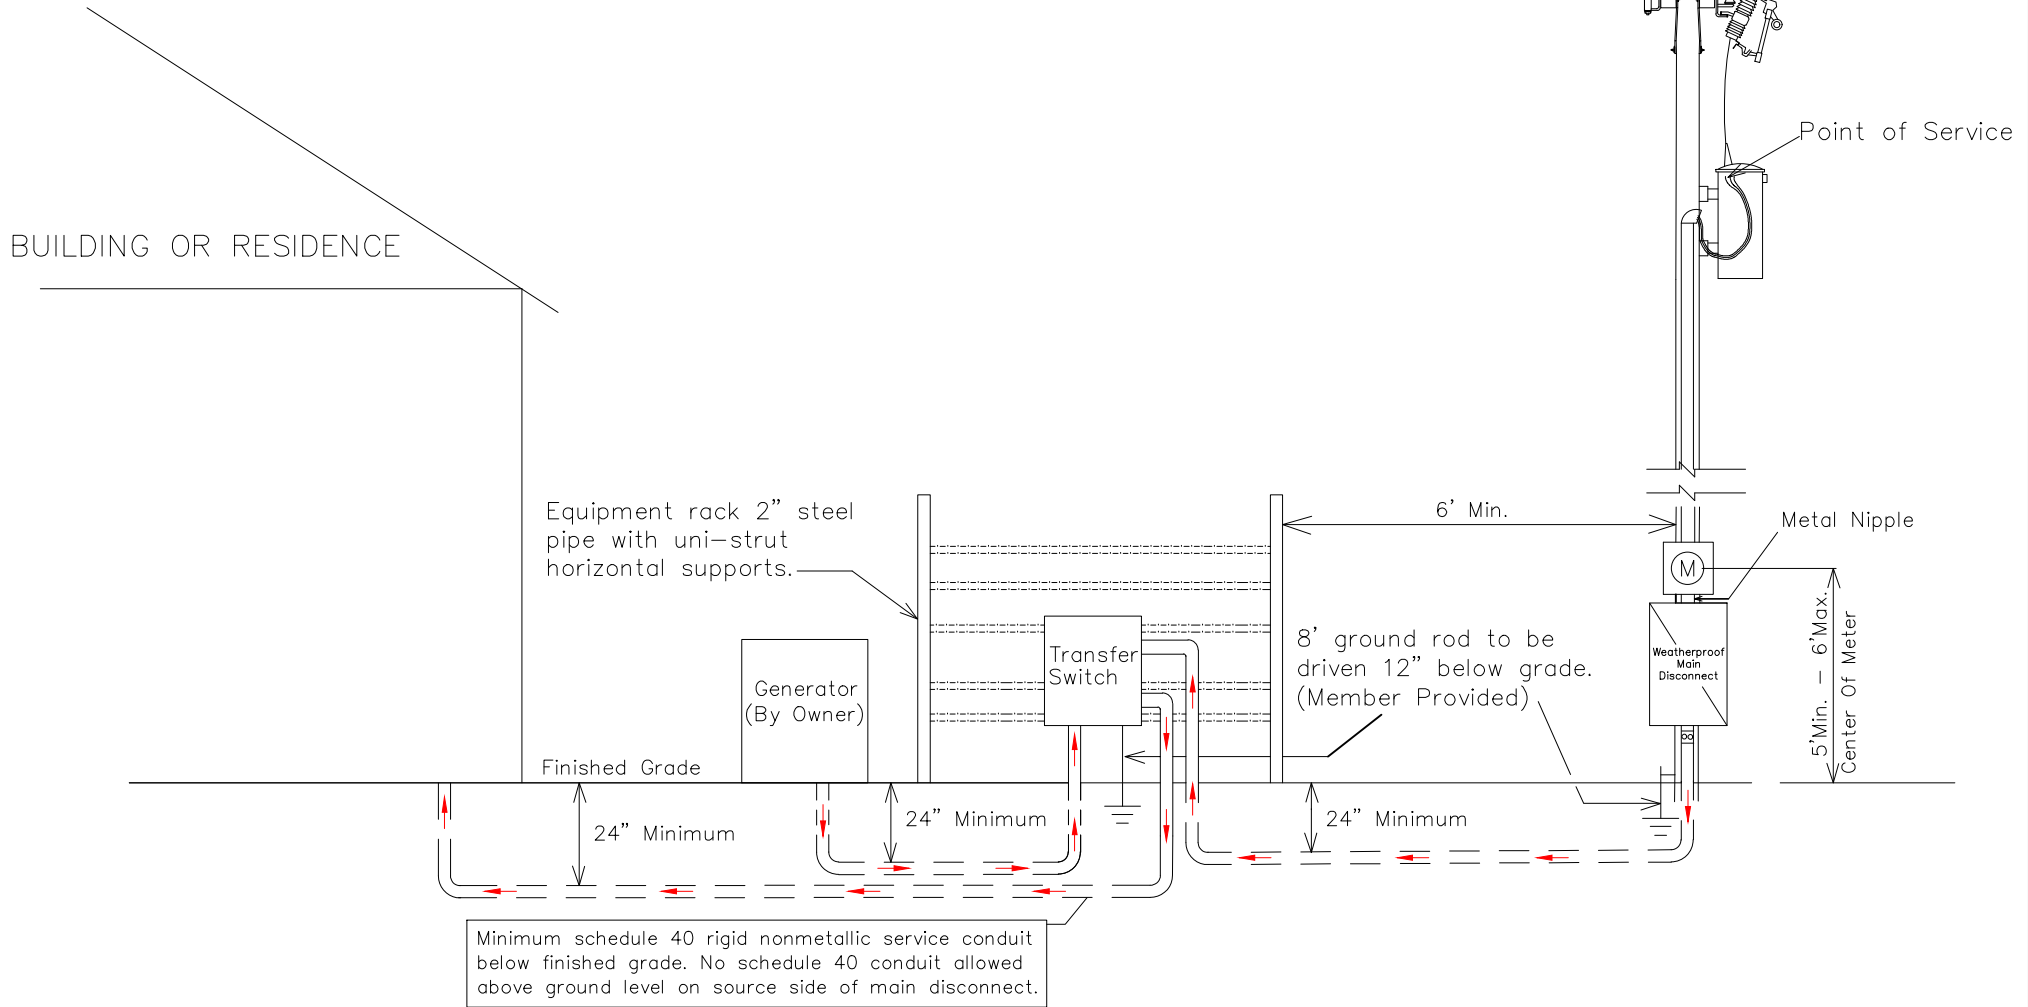 Point of Service
BUILDING OR RESIDENCE
Equipment rack 2” steel
pipe with uni-strut
horizontal supports.
6’ Min.
Metal Nipple
M
Transfer
Switch
8’ ground rod to be
driven 12” below grade.
(Member Provided)
Weatherproof
Main
Disconnect
5’Min. - 6’Max.
Center Of Meter
Generator
(By Owner)
Finished Grade
24” Minimum
24” Minimum
24” Minimum
Minimum schedule 40 rigid nonmetallic service conduit
below finished grade. No schedule 40 conduit allowed
above ground level on source side of main disconnect.